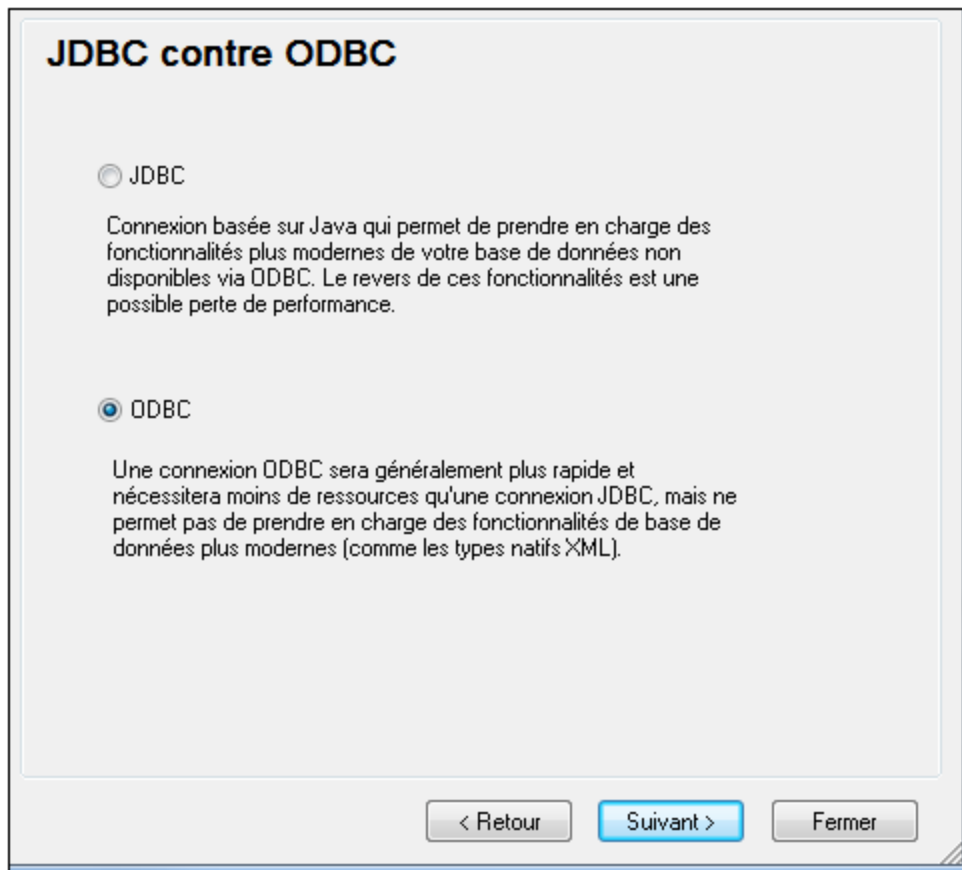 JDBC contre ODBC
JDBC
Connexion basée sur Java qui permet de prendre en charge des
fonctionnalités plus modernes de votre base de données non
disponibles via ODBC. Le revers de ces fonctionnalités est une
possible perte de performance.
ODBC
Une connexion ODBC sera généralement plus rapide et
nécessitera moins de ressources qu'une connexion JDBC, mais ne
permet pas de prendre en charge des fonctionnalités de base de
données plus modernes (comme les types natifs XML).
< Retour
Suivant >
Fermer